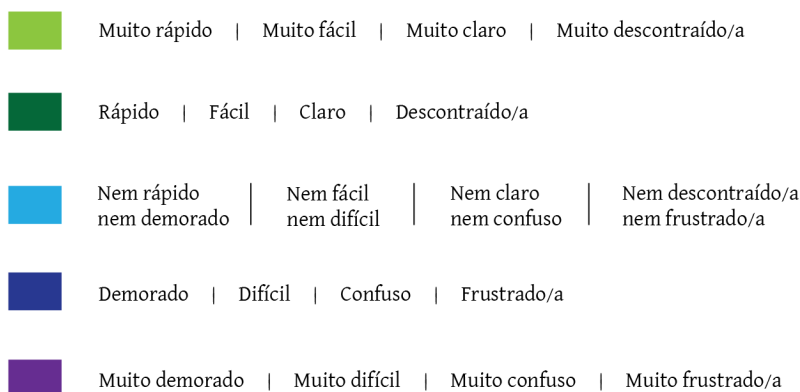 Muito rápido | Muito fácil | Muito claro | Muito descontraído/a
Rápido | Fácil | Claro | Descontraído/a
Nem rápido nem demorado | Nem fácil nem difícil | Nem claro nem confuso | Nem descontraído/a nem frustrado/a
Demorado | Difícil | Confuso | Frustrado/a
Muito demorado | Muito difícil | Muito confuso | Muito frustrado/a